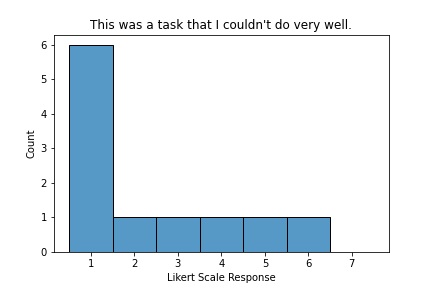 This was a task that I couldn't do very well.
6
5
4
3
2
1
0
Count
1 2 3 4 5 6 7
Likert Scale Response